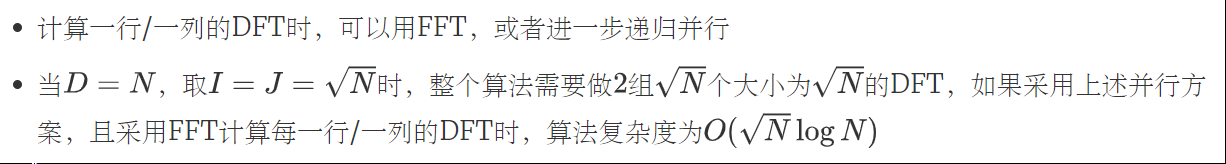 • 计算一行/一列的DFT时，可以用FFT，或者进一步递归并行
• 当D = N，取I = J = √N时，整个算法需要做2组√N个大小为√N的DFT，如果采用上述并行方
案，且采用FFT计算每一行/一列的DFT时，算法复杂度为O(√N log N)